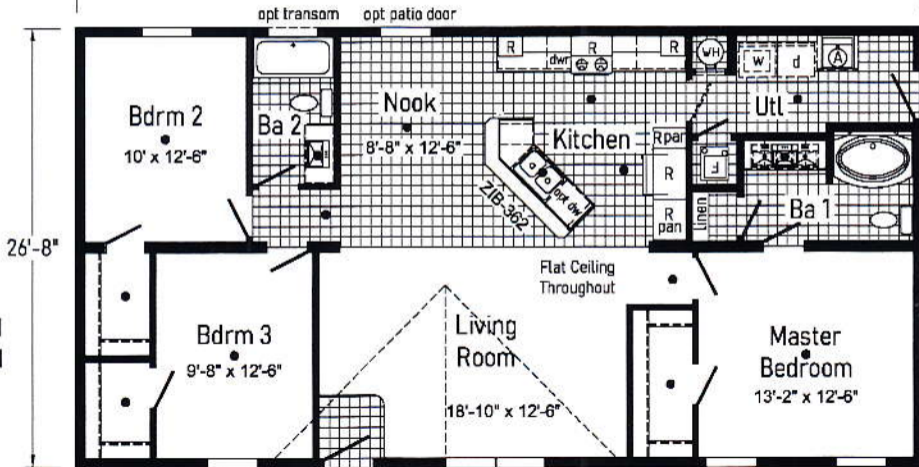 opt transom
opt patio door
26'-8"
Bdrm 2
10' x 12'-6"
Ba 2
Nook
8'-8" x 12'-6"
R
dwr
R
R
Kitchen
ZIB-362
opt dw
R par
R
R
pan
WH
W
d
A
Utl
F
linen
Ba 1
Flat Ceiling
Throughout
Bdrm 3
9'-8" x 12'-6"
Living
Room
18'-10" x 12'-6"
Master
Bedroom
13'-2" x 12'-6"